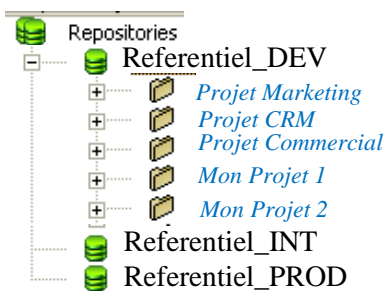 Repositories
Referentiel_DEV
Projet Marketing
Projet CRM
Projet Commercial
Mon Projet 1
Mon Projet 2
Referentiel_INT
Referentiel_PROD